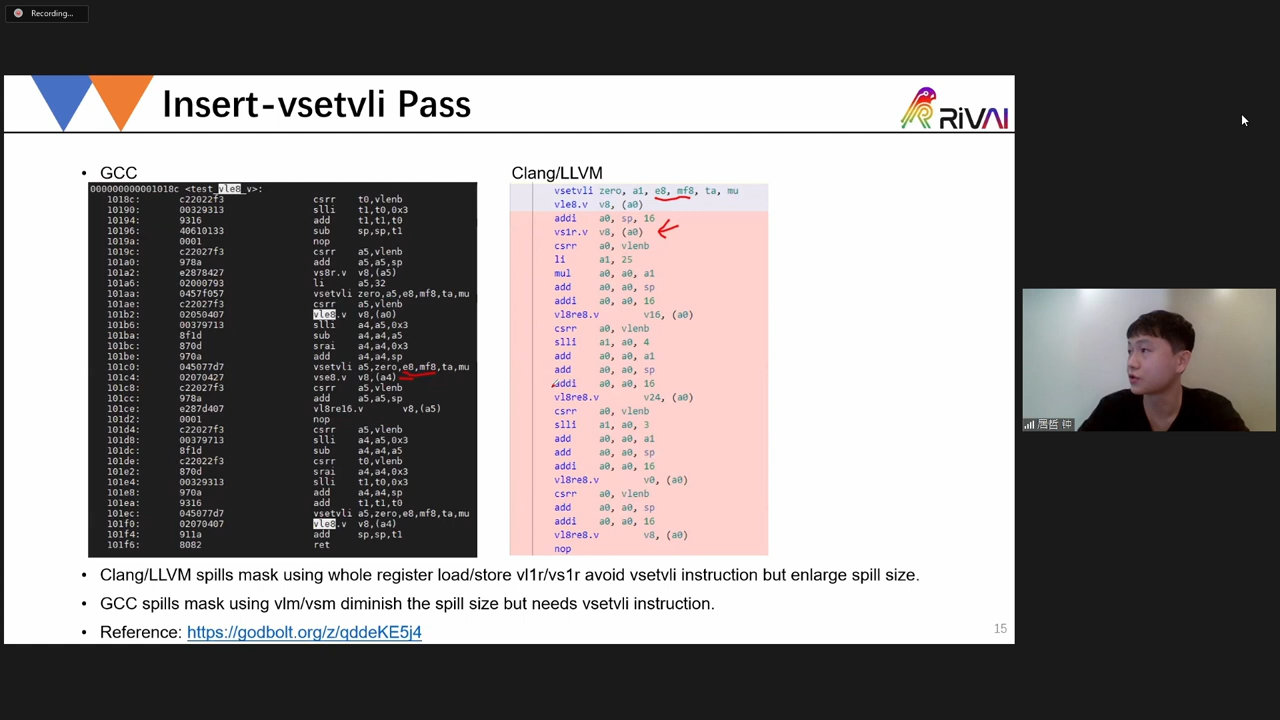 Recording...
Insert-vsetvli Pass
RiVAI
• GCC
000000000001018c <test_vle8_v>:
1018c: c22022f3 csrr t0,vlenb
10190: 00329313 slli t1,t0,0x3
10194: 9316 add t1,t1,t0
10196: 40610133 sub sp,sp,t1
1019a: 0001 nop
1019c: c22027f3 csrr a5,vlenb
101a0: 978a add a5,a5,sp
101a2: e2878427 vs8r.v v8,(a5)
101a6: 02000793 li a5,32
101aa: 0457f057 vsetvli zero,a5,e8,mf8,ta,mu
101ae: c22027f3 csrr a5,vlenb
101b2: 02050407 vle8.v v8,(a0)
101b6: 00379713 slli a4,a5,0x3
101ba: 8f1d sub a4,a4,a5
101bc: 870d srai a4,a4,0x3
101be: 970a add a4,a4,sp
101c0: 045077d7 vsetvli a5,zero,e8,mf8,ta,mu
101c4: 02070427 vse8.v v8,(a4)
101c8: c22027f3 csrr a5,vlenb
101cc: 978a add a5,a5,sp
101ce: e287d407 vl8re16.v v8,(a5)
101d2: 0001 nop
101d4: c22027f3 csrr a5,vlenb
101d8: 00379713 slli a4,a5,0x3
101dc: 8f1d sub a4,a4,a5
101de: c22022f3 csrr t0,vlenb
101e2: 870d srai a4,a4,0x3
101e4: 00329313 slli t1,t0,0x3
101e8: 970a add a4,a4,sp
101ea: 9316 add t1,t1,t0
101ec: 045077d7 vsetvli a5,zero,e8,mf8,ta,mu
101f0: 02070407 vle8.v v8,(a4)
101f4: 911a add sp,sp,t1
101f6: 8082 ret
Clang/LLVM
vsetvli zero, a1, e8, mf8, ta, mu
vle8.v v8, (a0)
addi a0, sp, 16
vs1r.v v8, (a0)
csrr a0, vlenb
li a1, 25
mul a0, a0, a1
add a0, a0, sp
addi a0, a0, 16
vl8re8.v v16, (a0)
csrr a0, vlenb
slli a1, a0, 4
add a0, a0, a1
add a0, a0, sp
addi a0, a0, 16
vl8re8.v v24, (a0)
csrr a0, vlenb
slli a1, a0, 3
add a0, a0, a1
add a0, a0, sp
addi a0, a0, 16
vl8re8.v v0, (a0)
csrr a0, vlenb
add a0, a0, sp
addi a0, a0, 16
vl8re8.v v8, (a0)
nop
• Clang/LLVM spills mask using whole register load/store vl1r/vs1r avoid vsetvli instruction but enlarge spill size.
• GCC spills mask using vlm/vsm diminish the spill size but needs vsetvli instruction.
• Reference: https://godbolt.org/z/qddeKE5j4
15
居哲 钟